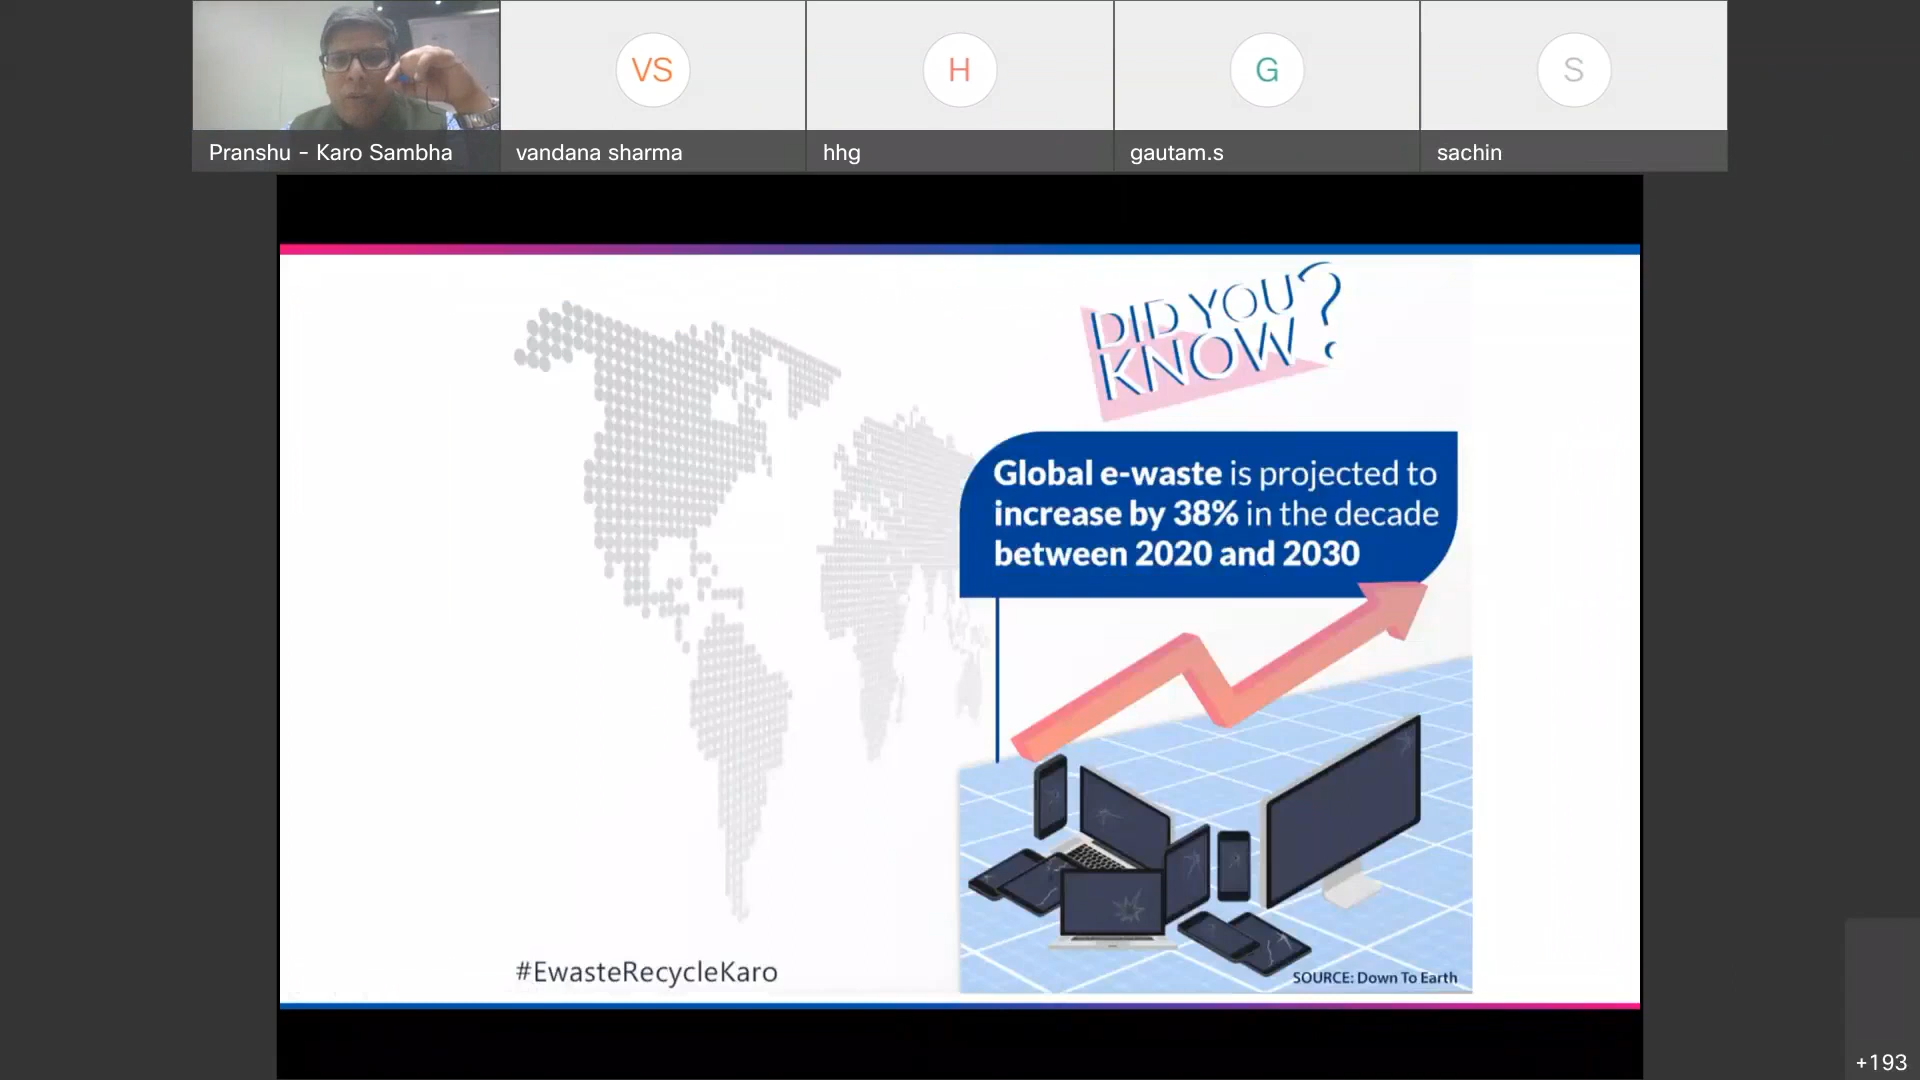 VS
H
G
S
Pranshu - Karo Sambha
vandana sharma
hhg
gautam.s
sachin
DID YOU
KNOW?
Global e-waste is projected to
increase by 38% in the decade
between 2020 and 2030
#EwasteRecycleKaro
SOURCE: Down To Earth
+193